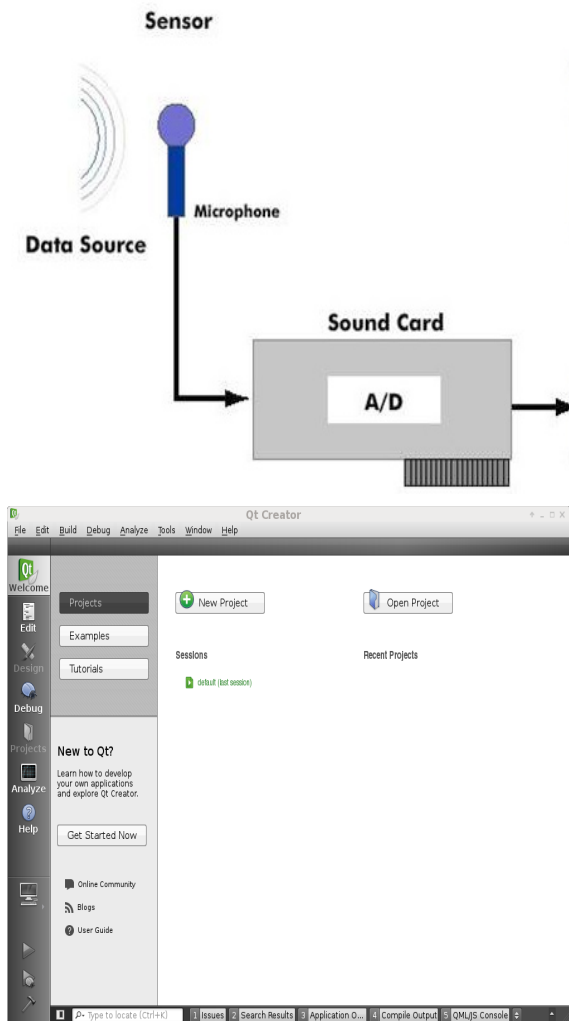 Sensor
Microphone
Data Source
Sound Card
A/D
Qt Creator
File Edit Build Debug Analyze Tools Window Help
Qt
Welcome
Edit
Design
Debug
Projects
Analyze
Help
Projects
Examples
Tutorials
New to Qt?
Learn how to develop
your own applications
and explore Qt Creator.
Get Started Now
Online Community
Blogs
User Guide
New Project
Open Project
Sessions
Recent Projects
default (last session)
Type to locate (Ctrl+K) 1 Issues 2 Search Results 3 Application O... 4 Compile Output 5 QML/JS Console